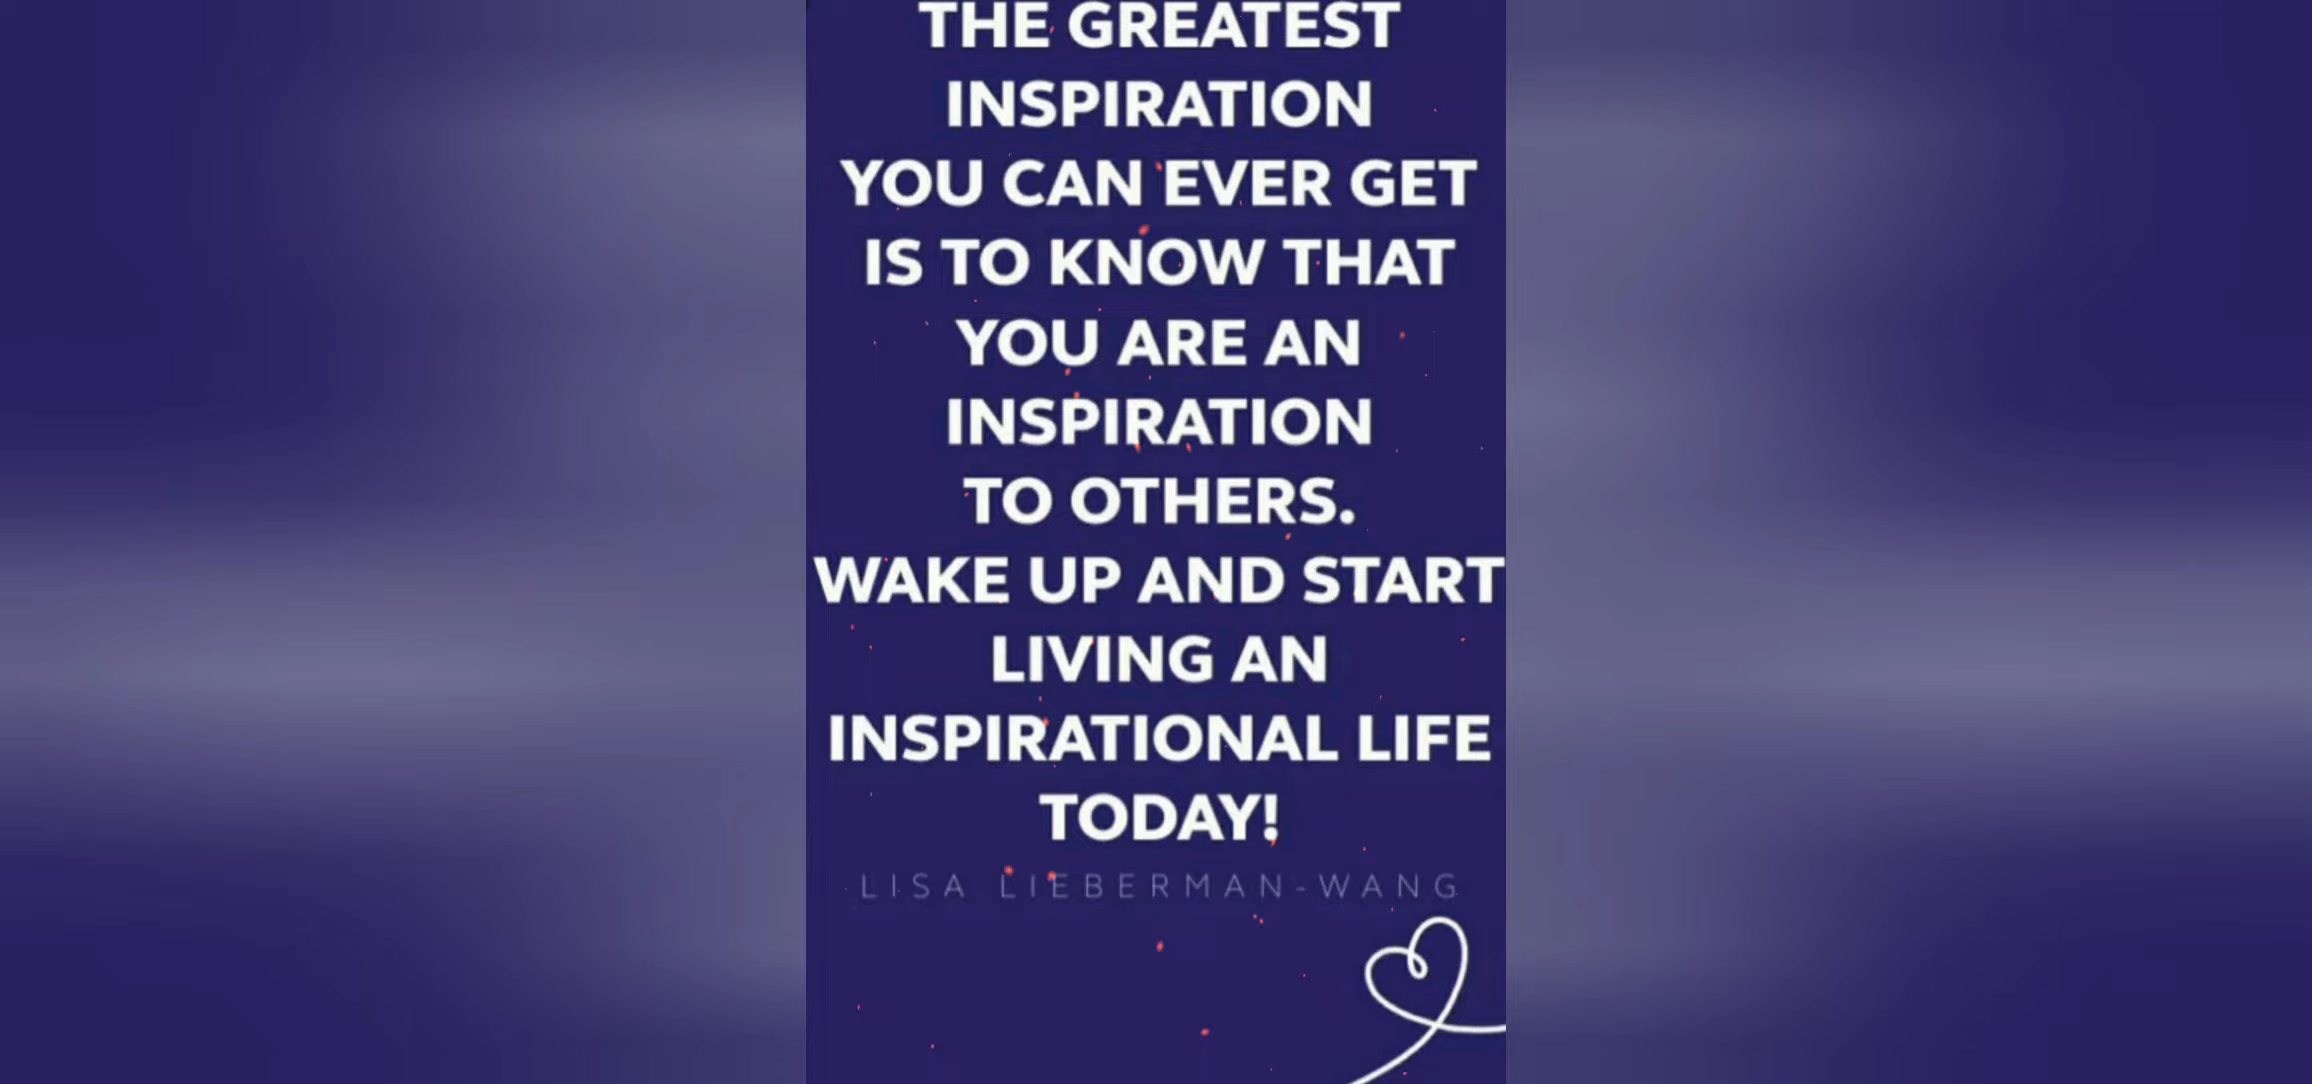 THE GREATEST
INSPIRATION
YOU CAN EVER GET
IS TO KNOW THAT
YOU ARE AN
INSPIRATION
TO OTHERS.
WAKE UP AND START
LIVING AN
INSPIRATIONAL LIFE
TODAY!
LISA LIEBERMAN-WANG